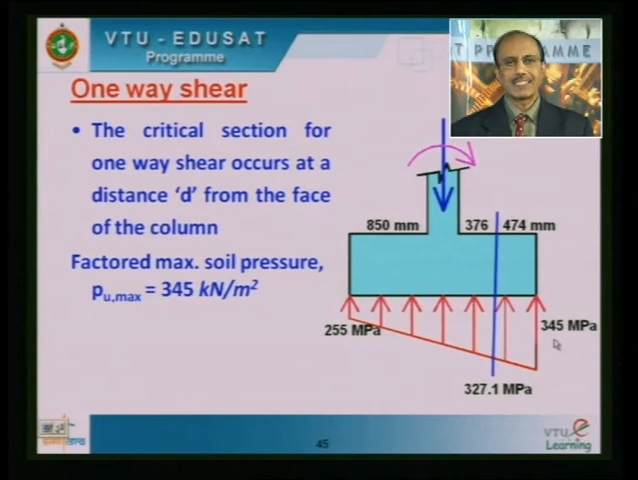 VTU - EDUSAT
Programme
T PR AMME
One way shear
• The critical section for
one way shear occurs at a
distance 'd' from the face
of the column
Factored max. soil pressure,
pu,max = 345 kN/m²
850 mm
376
474 mm
255 MPa
345 MPa
327.1 MPa
45
VTU e
Learning